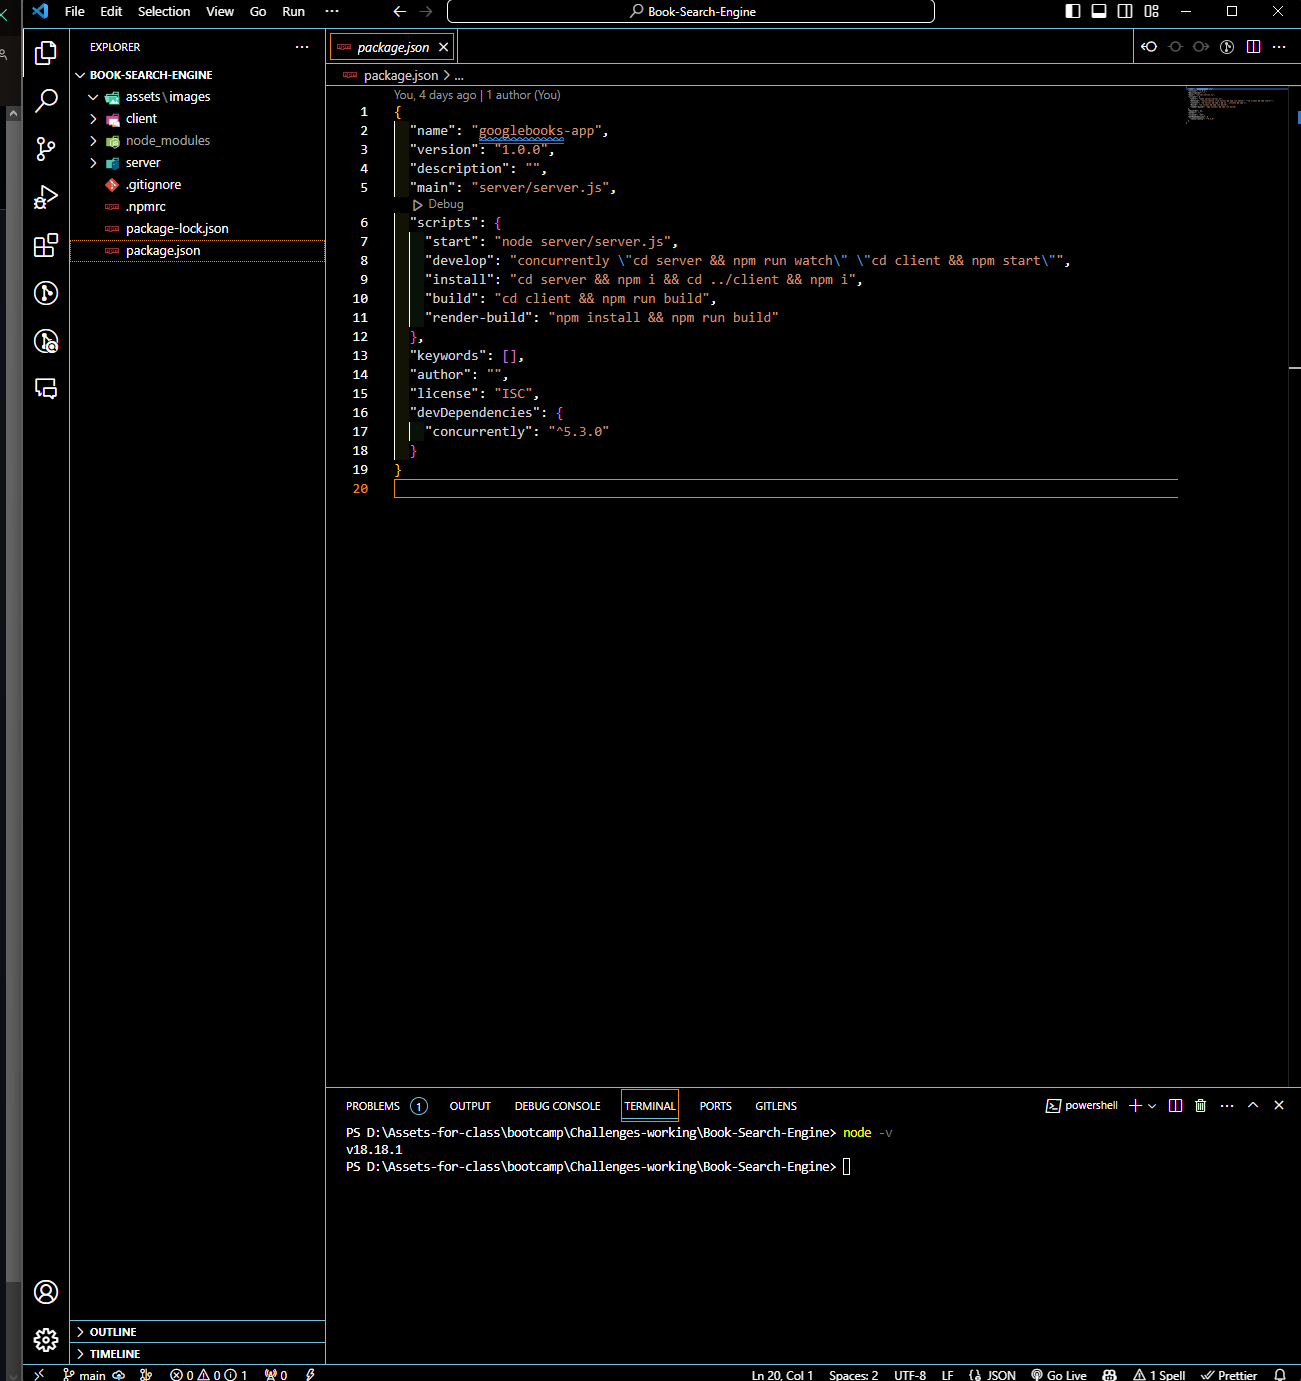 File Edit Selection View Go Run ···
Book-Search-Engine
EXPLORER ···
BOOK-SEARCH-ENGINE
assets\images
client
node_modules
server
.gitignore
.npmrc
package-lock.json
package.json
OUTLINE
TIMELINE
package.json
package.json > ...
You, 4 days ago | 1 author (You)
1 {
2 "name": "googlebooks-app",
3 "version": "1.0.0",
4 "description": "",
5 "main": "server/server.js",
Debug
6 "scripts": {
7 "start": "node server/server.js",
8 "develop": "concurrently \"cd server && npm run watch\" \"cd client && npm start\"",
9 "install": "cd server && npm i && cd ../client && npm i",
10 "build": "cd client && npm run build",
11 "render-build": "npm install && npm run build"
12 },
13 "keywords": [],
14 "author": "",
15 "license": "ISC",
16 "devDependencies": {
17 "concurrently": "^5.3.0"
18 }
19 }
20
PROBLEMS 1 OUTPUT DEBUG CONSOLE TERMINAL PORTS GITLENS powershell
PS D:\Assets-for-class\bootcamp\Challenges-working\Book-Search-Engine> node -v
v18.18.1
PS D:\Assets-for-class\bootcamp\Challenges-working\Book-Search-Engine>
main 0 0 1 0 Ln 20, Col 1 Spaces: 2 UTF-8 LF {} JSON Go Live 1 Spell Prettier